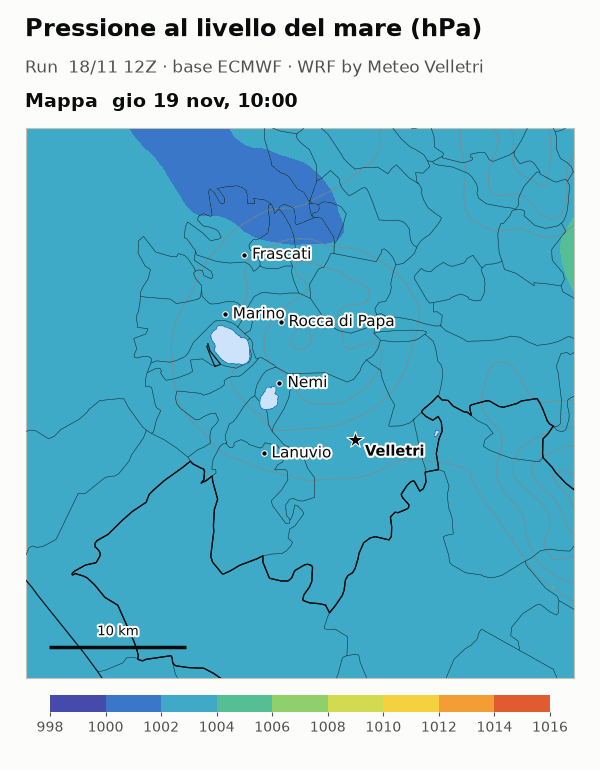 Pressione al livello del mare (hPa)
Run  18/11 12Z · base ECMWF · WRF by Meteo Velletri
Mappa  gio 19 nov, 10:00
Frascati
Marino
Rocca di Papa
Nemi
Velletri
Lanuvio
10 km
998 1000 1002 1004 1006 1008 1010 1012 1014 1016